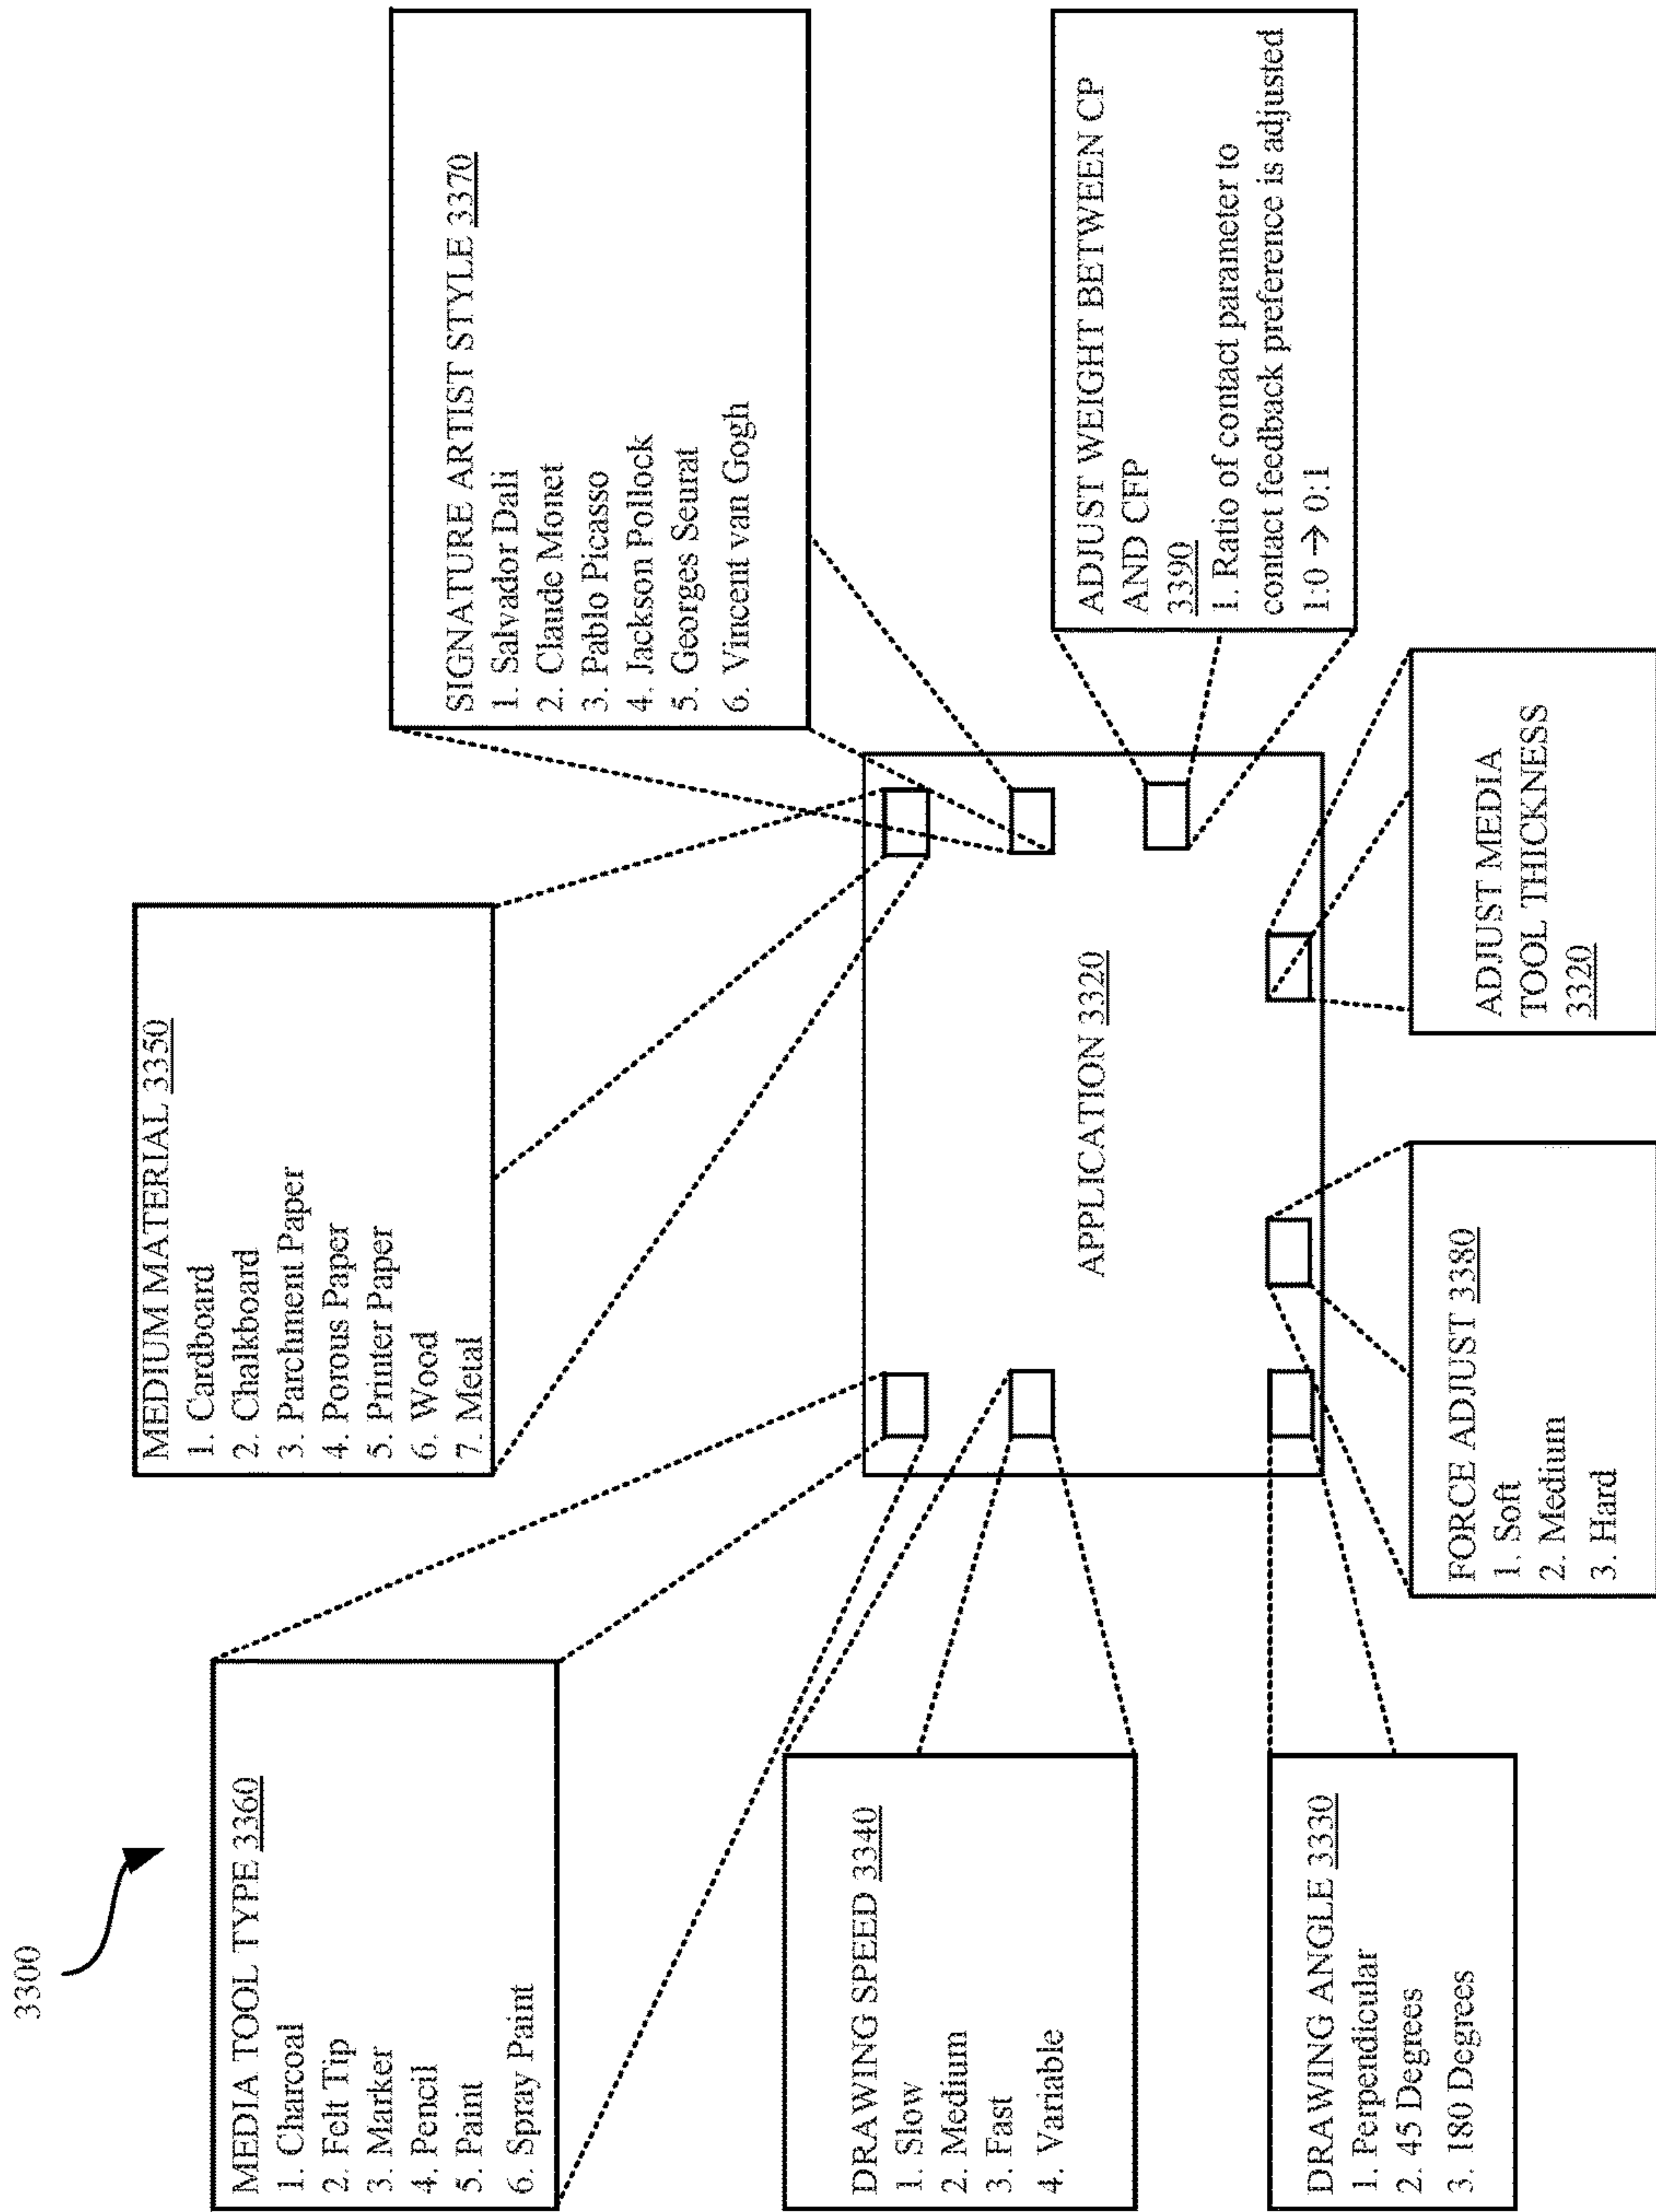 3300
MEDIA TOOL TYPE 3360
1. Charcoal
2. Felt Tip
3. Marker
4. Pencil
5. Paint
6. Spray Paint
MEDIUM MATERIAL 3350
1. Cardboard
2. Chalkboard
3. Parchment Paper
4. Porous Paper
5. Printer Paper
6. Wood
7. Metal
SIGNATURE ARTIST STYLE 3370
1. Salvador Dali
2. Claude Monet
3. Pablo Picasso
4. Jackson Pollock
5. Georges Seurat
6. Vincent van Gogh
DRAWING SPEED 3340
1. Slow
2. Medium
3. Fast
4. Variable
APPLICATION 3320
ADJUST WEIGHT BETWEEN CP
AND CFP
3390
1. Ratio of contact parameter to
contact feedback preference is adjusted
1:0 → 0:1
DRAWING ANGLE 3330
1. Perpendicular
2. 45 Degrees
3. 180 Degrees
FORCE ADJUST 3380
1. Soft
2. Medium
3. Hard
ADJUST MEDIA
TOOL THICKNESS
3320